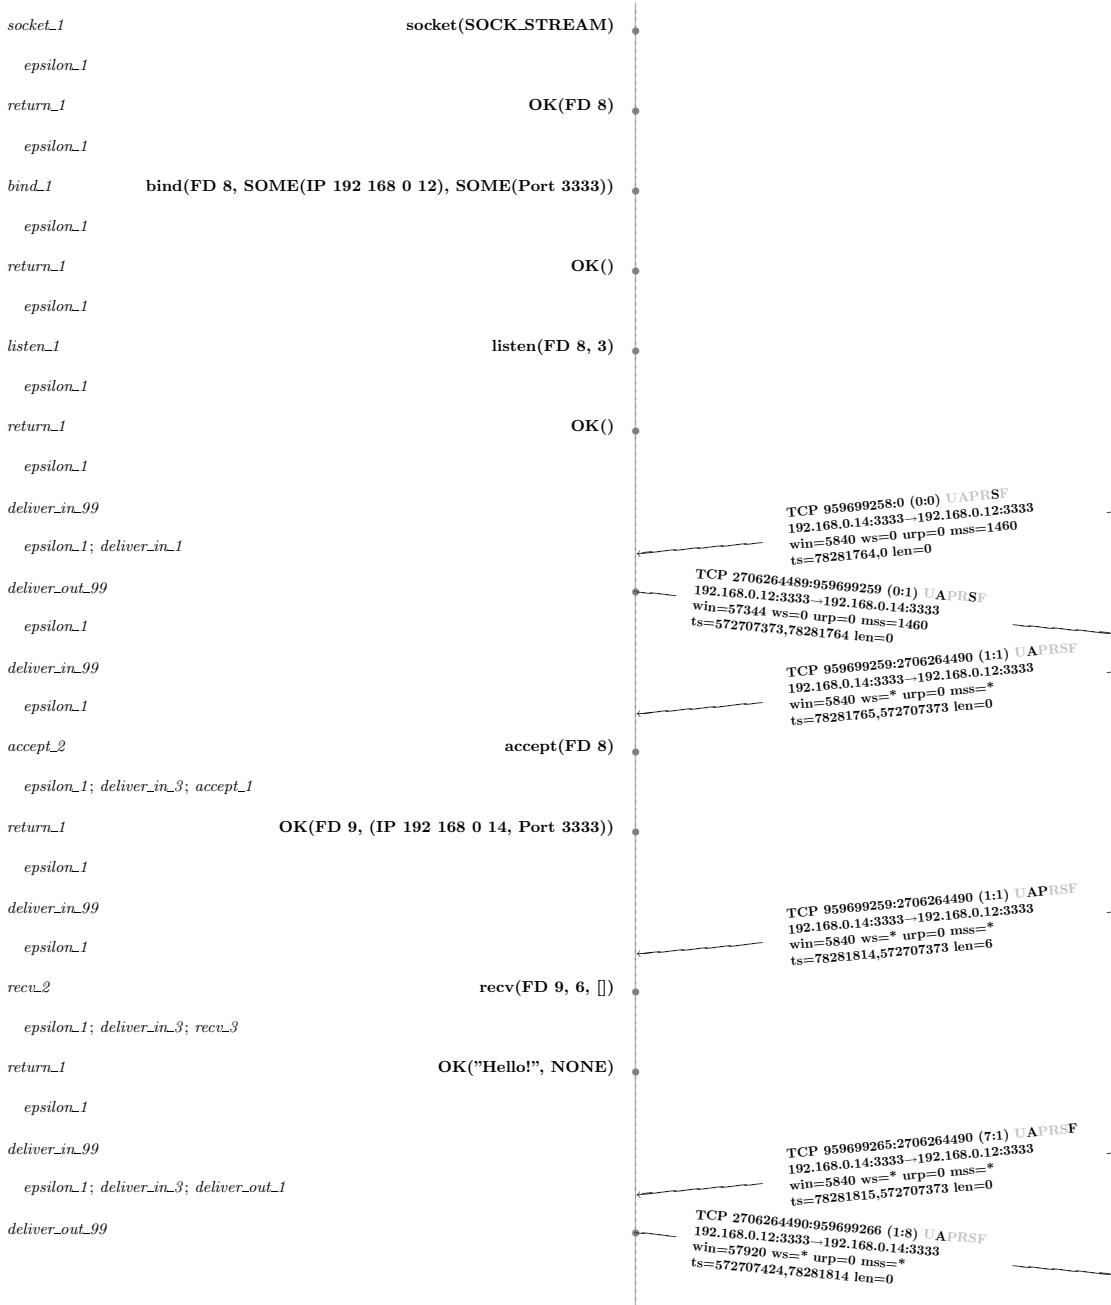 socket_1 socket(SOCK_STREAM)
epsilon_1
return_1 OK(FD 8)
epsilon_1
bind_1 bind(FD 8, SOME(IP 192 168 0 12), SOME(Port 3333))
epsilon_1
return_1 OK()
epsilon_1
listen_1 listen(FD 8, 3)
epsilon_1
return_1 OK()
epsilon_1
deliver_in_99
TCP 959699258:0 (0:0) UAPRSF
192.168.0.14:3333→192.168.0.12:3333
win=5840 ws=0 urp=0 mss=1460
ts=78281764,0 len=0
epsilon_1; deliver_in_1
deliver_out_99
TCP 2706264489:959699259 (0:1) UAPRSF
192.168.0.12:3333→192.168.0.14:3333
win=57344 ws=0 urp=0 mss=1460
ts=572707373,78281764 len=0
epsilon_1
deliver_in_99
TCP 959699259:2706264490 (1:1) UAPRSF
192.168.0.14:3333→192.168.0.12:3333
win=5840 ws=* urp=0 mss=*
ts=78281765,572707373 len=0
epsilon_1
accept_2 accept(FD 8)
epsilon_1; deliver_in_3; accept_1
return_1 OK(FD 9, (IP 192 168 0 14, Port 3333))
epsilon_1
deliver_in_99
TCP 959699259:2706264490 (1:1) UAPRSF
192.168.0.14:3333→192.168.0.12:3333
win=5840 ws=* urp=0 mss=*
ts=78281814,572707373 len=6
epsilon_1
recv_2 recv(FD 9, 6, [])
epsilon_1; deliver_in_3; recv_3
return_1 OK("Hello!", NONE)
epsilon_1
deliver_in_99
TCP 959699265:2706264490 (7:1) UAPRSF
192.168.0.14:3333→192.168.0.12:3333
win=5840 ws=* urp=0 mss=*
ts=78281815,572707373 len=0
epsilon_1; deliver_in_3; deliver_out_1
deliver_out_99
TCP 2706264490:959699266 (1:8) UAPRSF
192.168.0.12:3333→192.168.0.14:3333
win=57920 ws=* urp=0 mss=*
ts=572707424,78281814 len=0